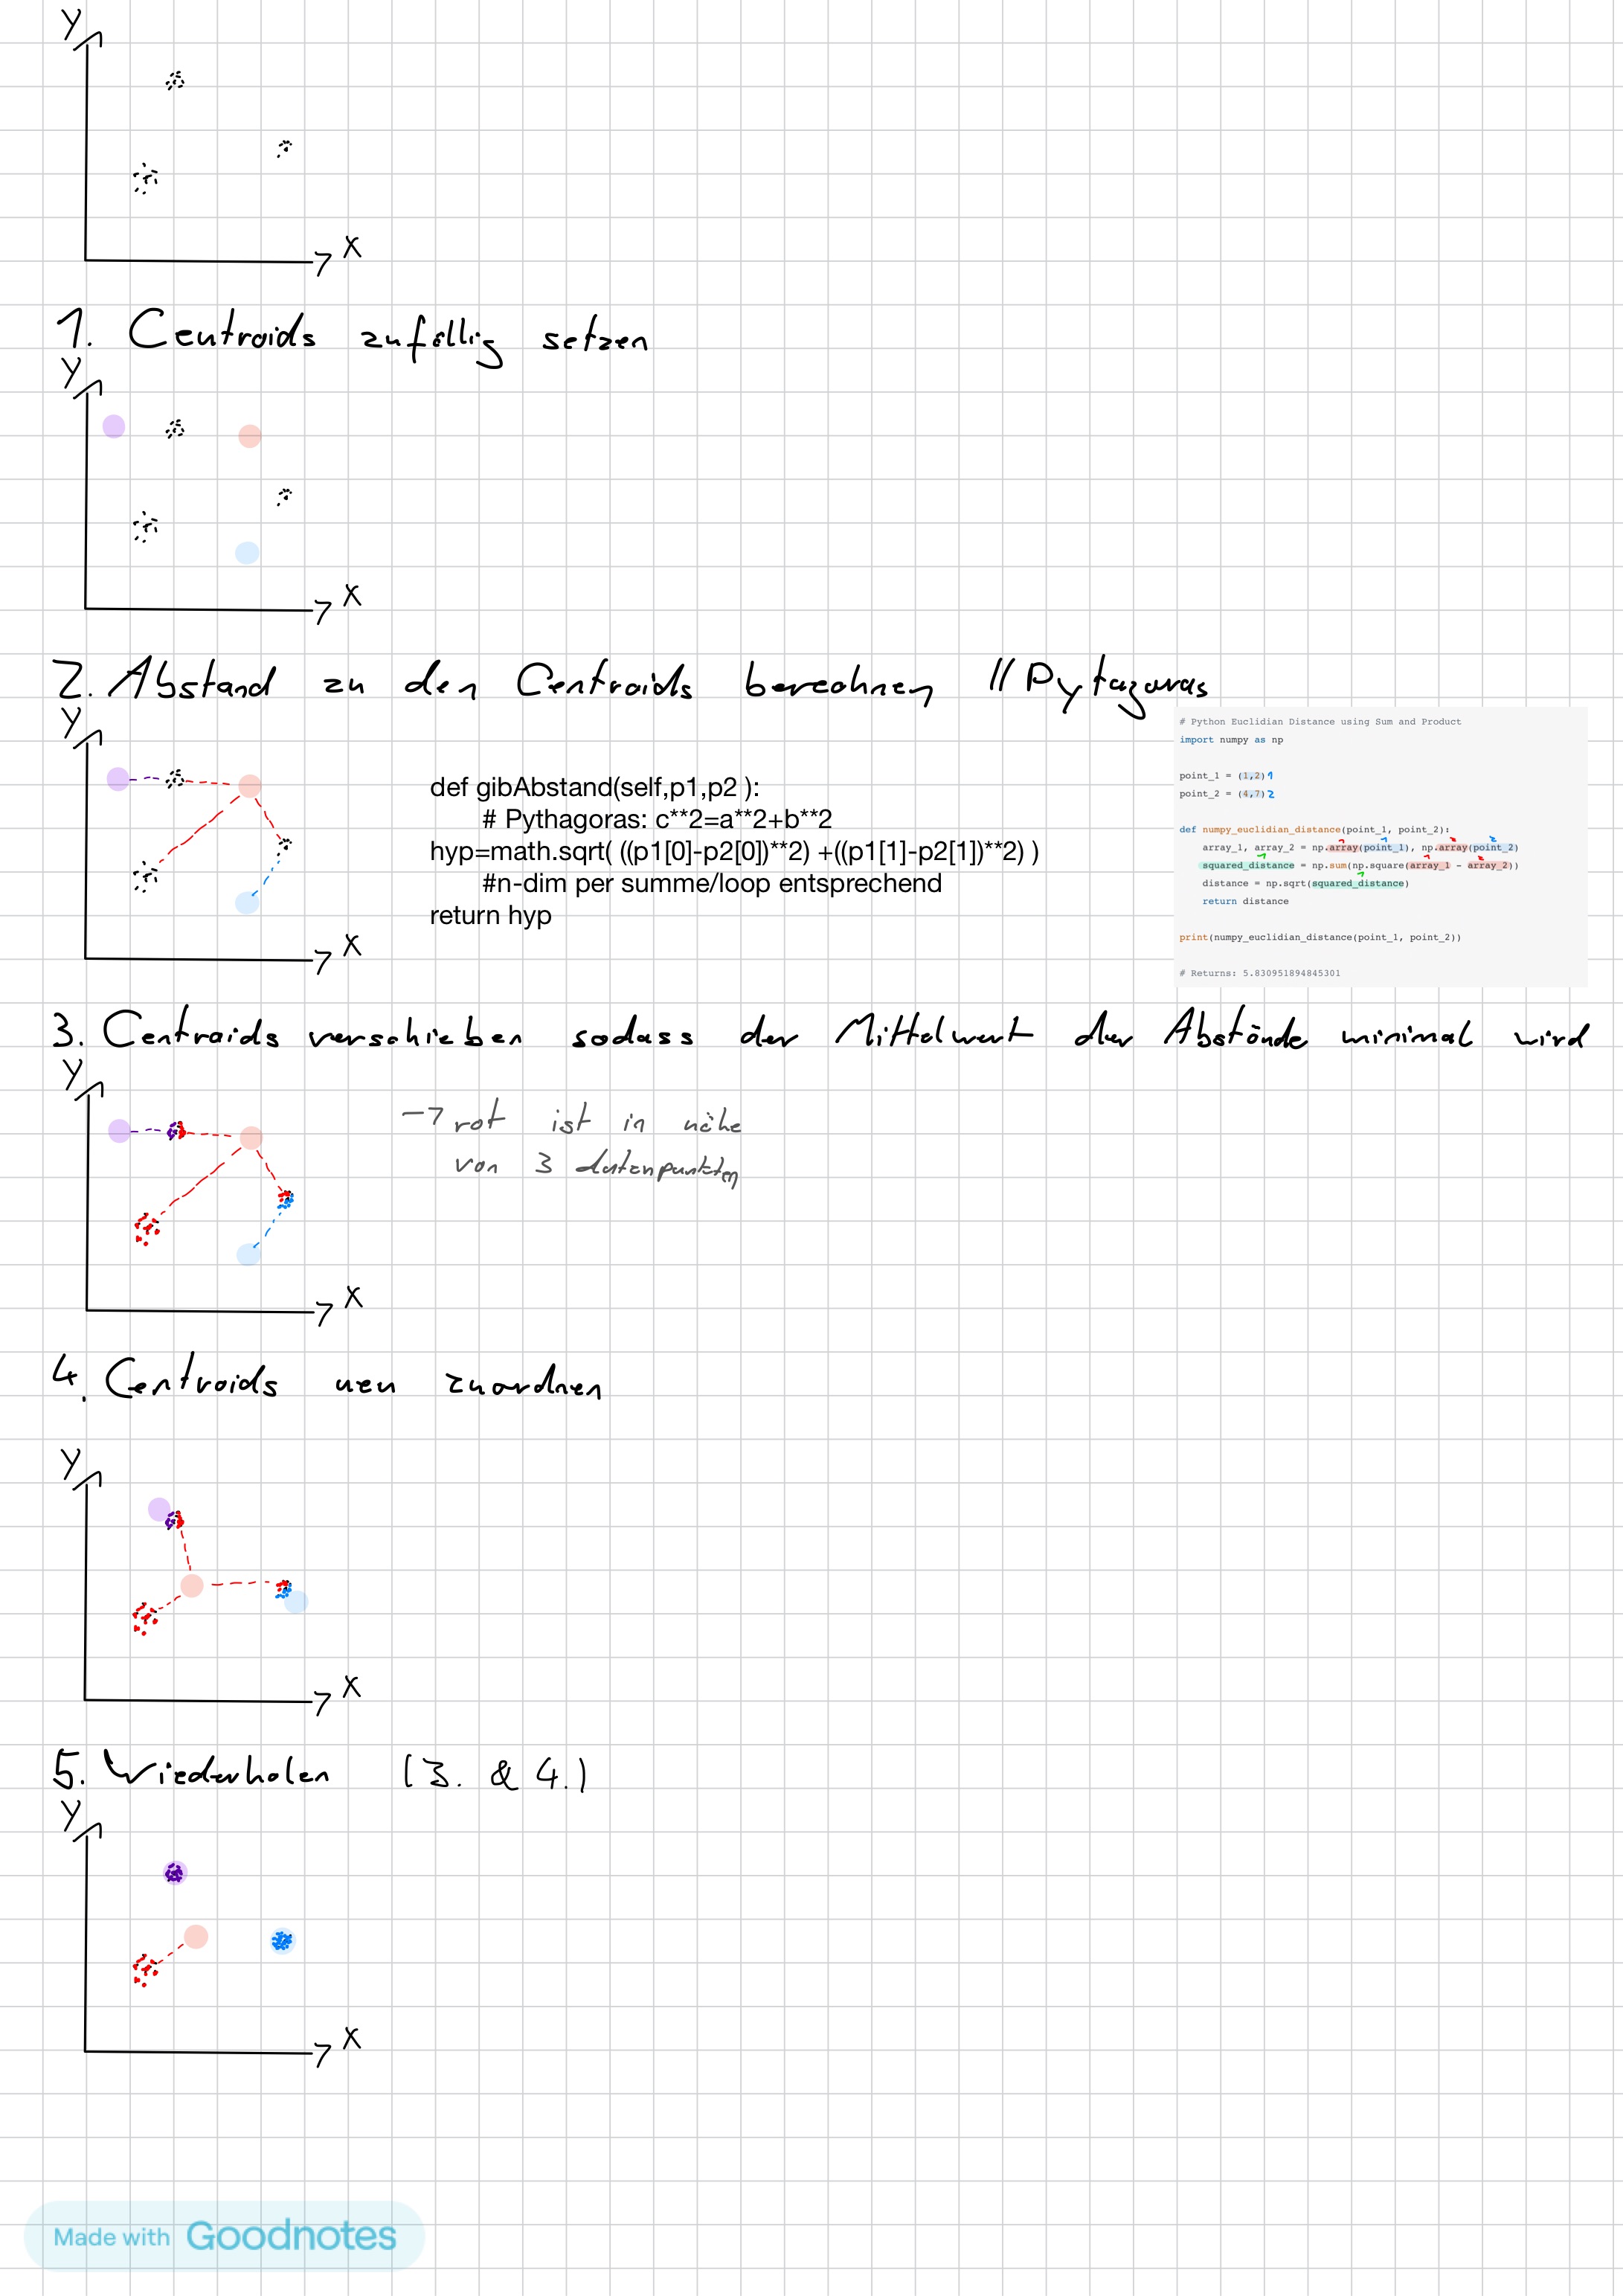 y
x
1. Centroids zufällig setzen
y
x
2. Abstand zu den Centroids berechnen //Pytagoras
y
def gibAbstand(self,p1,p2 ):
# Pythagoras: c**2=a**2+b**2
hyp=math.sqrt( ((p1[0]-p2[0])**2) +((p1[1]-p2[1])**2) )
#n-dim per summe/loop entsprechend
return hyp
x
# Python Euclidian Distance using Sum and Product
import numpy as np
point_1 = (1,2) 1
point_2 = (4,7) 2
def numpy_euclidian_distance(point_1, point_2):
array_1, array_2 = np.array(point_1), np.array(point_2)
squared_distance = np.sum(np.square(array_1 - array_2))
distance = np.sqrt(squared_distance)
return distance
print(numpy_euclidian_distance(point_1, point_2))
# Returns: 5.830951894845301
3. Centroids verschieben sodass der Mittelwert der Abstände minimal wird
y
-> rot ist in nähe
von 3 datenpunkten
x
4. Centroids neu zuordnen
y
x
5. Wiederholen (3. & 4.)
y
x
Made with Goodnotes